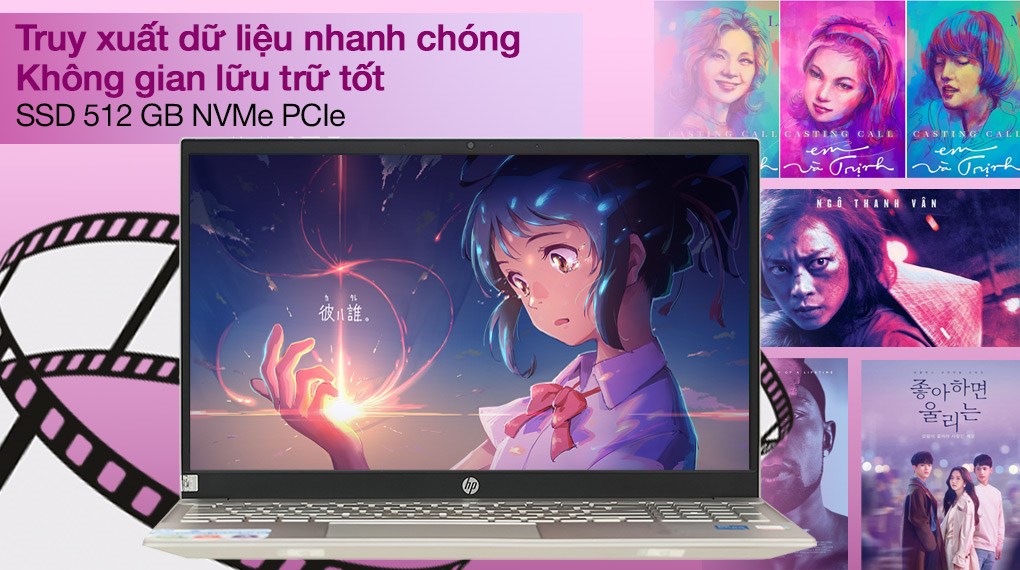 Truy xuất dữ liệu nhanh chóng
Không gian lữu trữ tốt
SSD 512 GB NVMe PCIe
L A M
CASTING CALL CASTING CALL CASTING CALL
em em
và Trịnh và Trịnh
NGÔ THANH VÂN
彼は誰。
OF A LIFETIME
좋아하면
울리는
hp